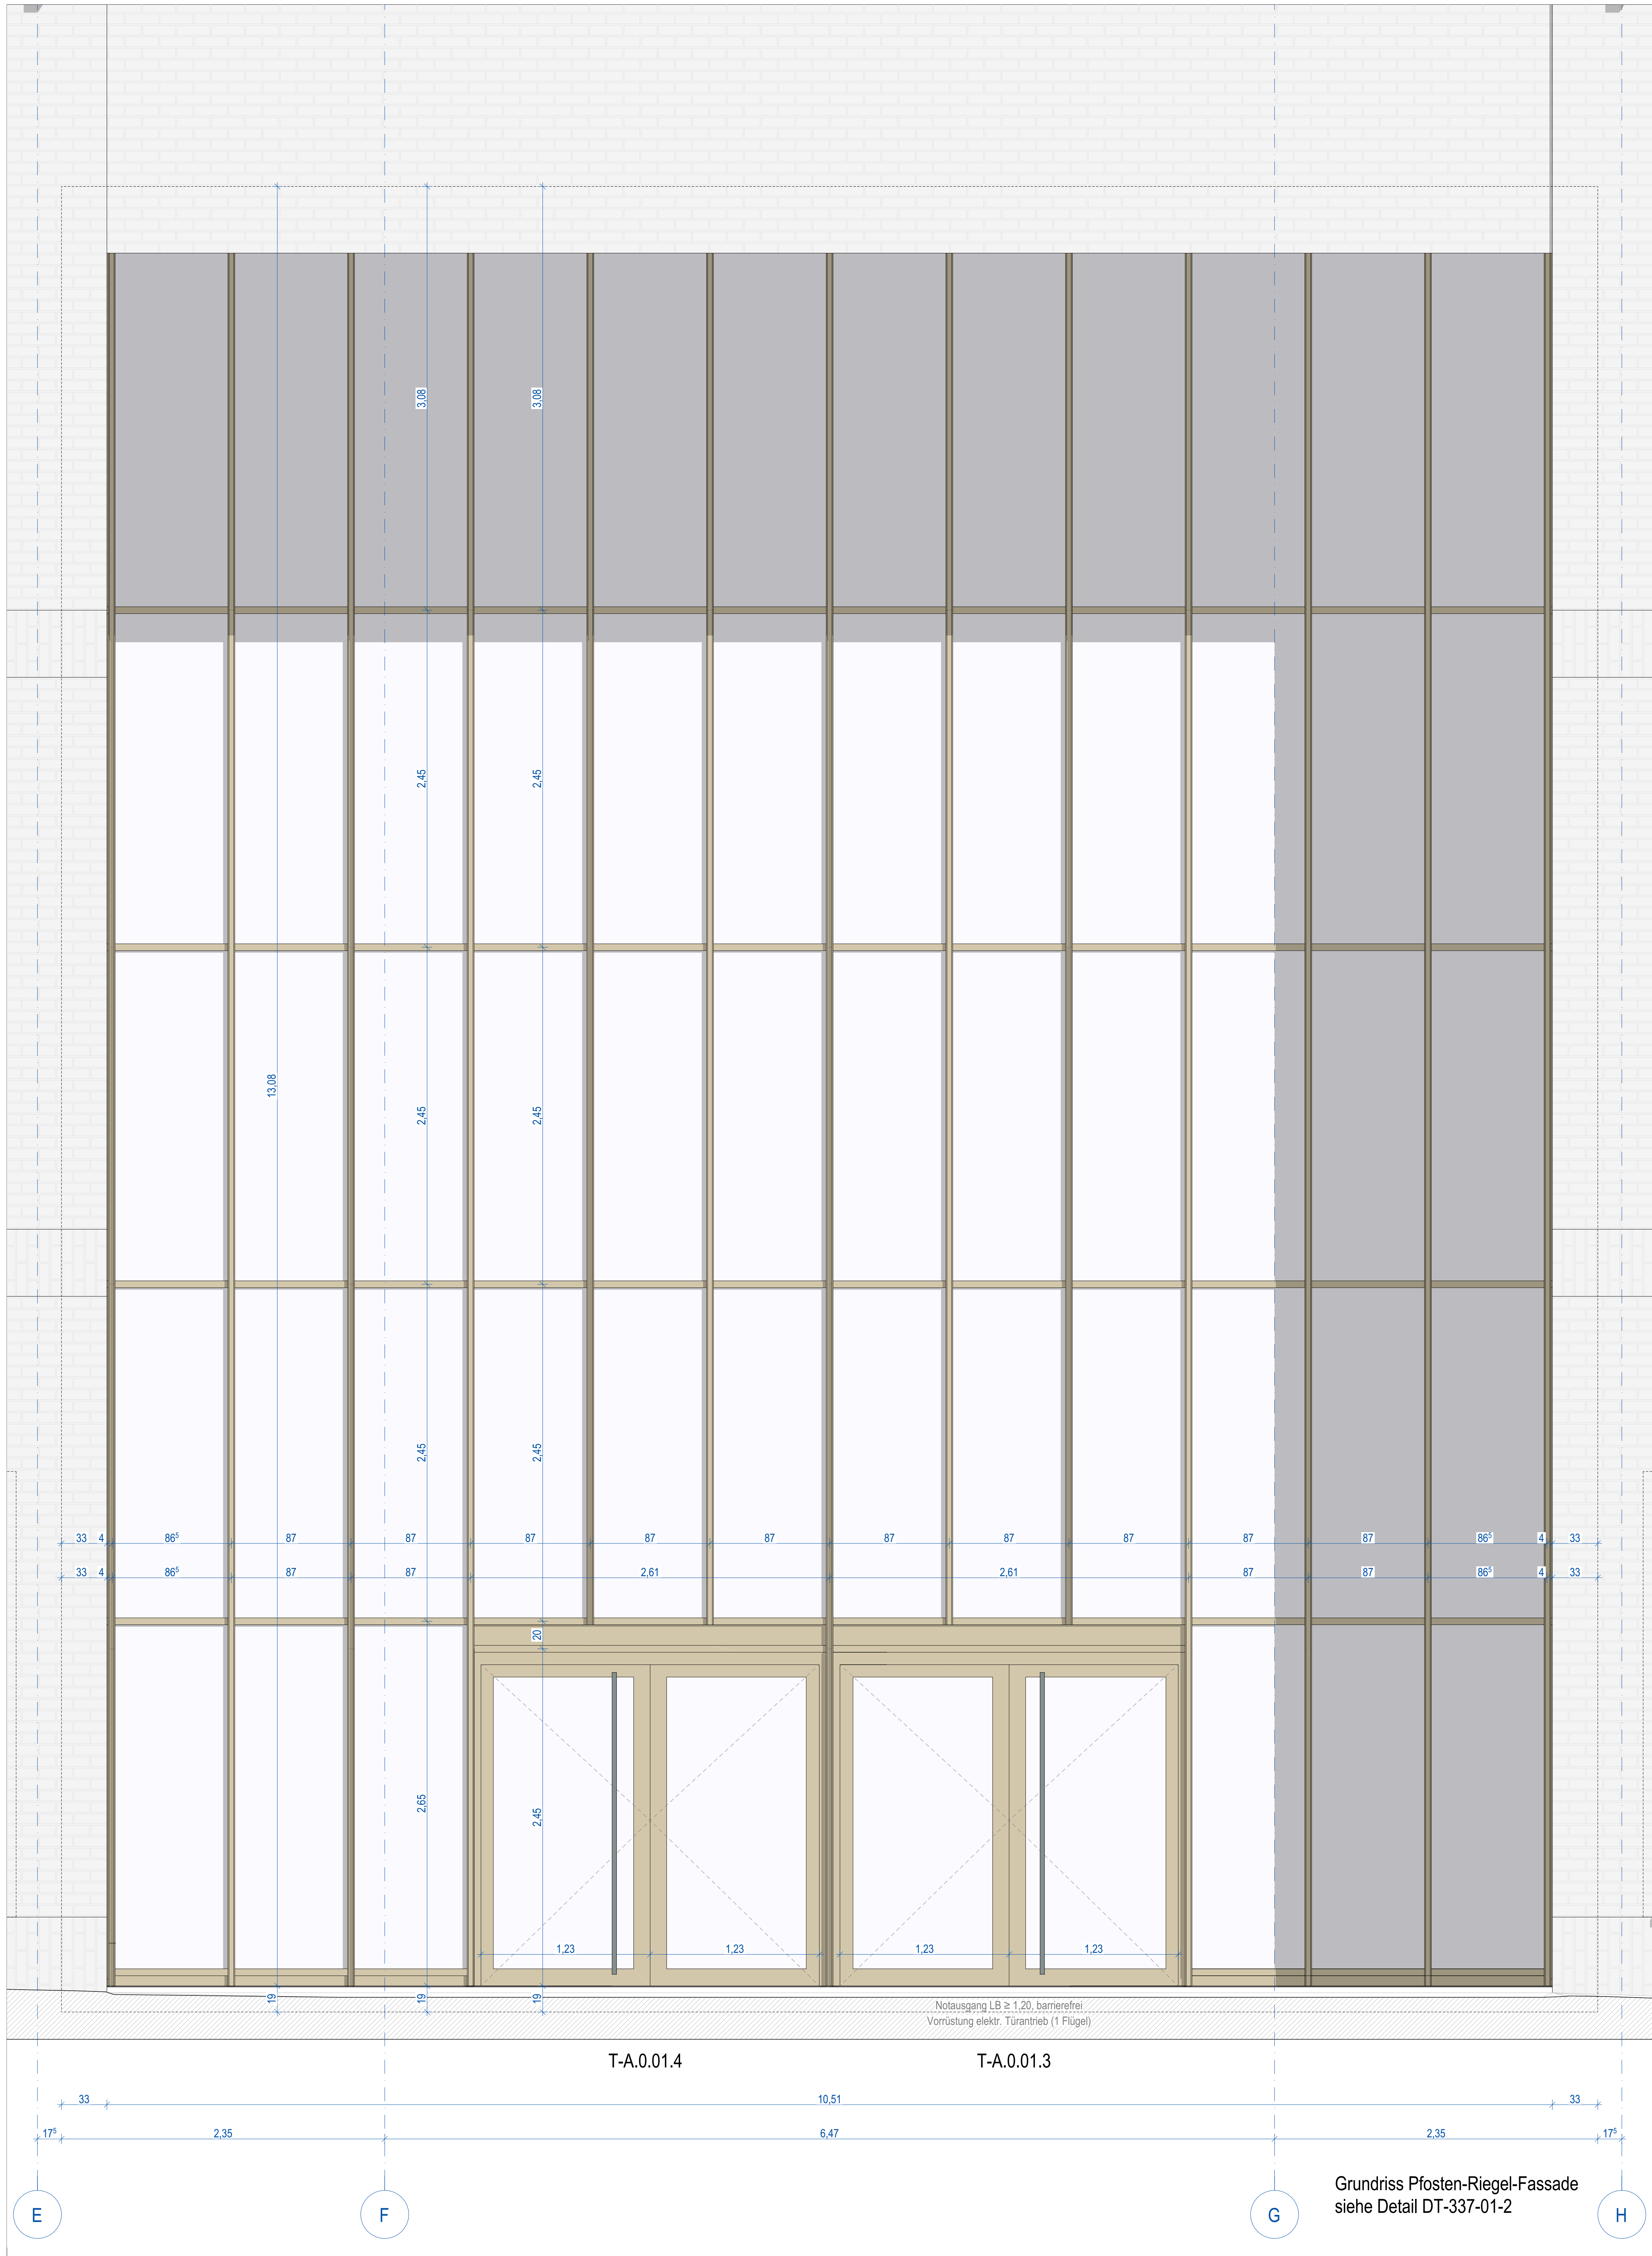 3,08
3,08
2,45
2,45
13,08
2,45
2,45
2,45
2,45
33 4 86⁵ 87 87 87 87 87 87 87 87 87 87 86⁵ 4 33
33 4 86⁵ 87 87 2,61 2,61 87 87 86⁵ 4 33
20
2,65
2,45
1,23 1,23 1,23 1,23
19 19 19
Notausgang LB ≥ 1,20, barrierefrei
Vorrüstung elektr. Türantrieb (1 Flügel)
T-A.0.01.4 T-A.0.01.3
33 10,51 33
17⁵ 2,35 6,47 2,35 17⁵
Grundriss Pfosten-Riegel-Fassade
siehe Detail DT-337-01-2
E F G H